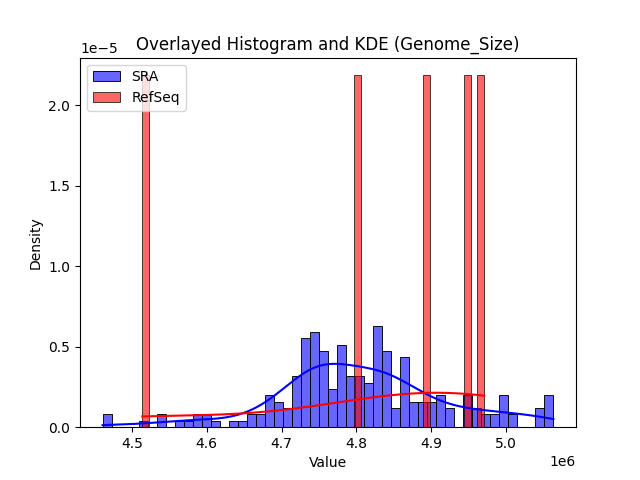 Overlayed Histogram and KDE (Genome_Size)
1e−5
SRA
RefSeq
2.0
1.5
1.0
0.5
0.0
Density
4.5 4.6 4.7 4.8 4.9 5.0
Value
1e6